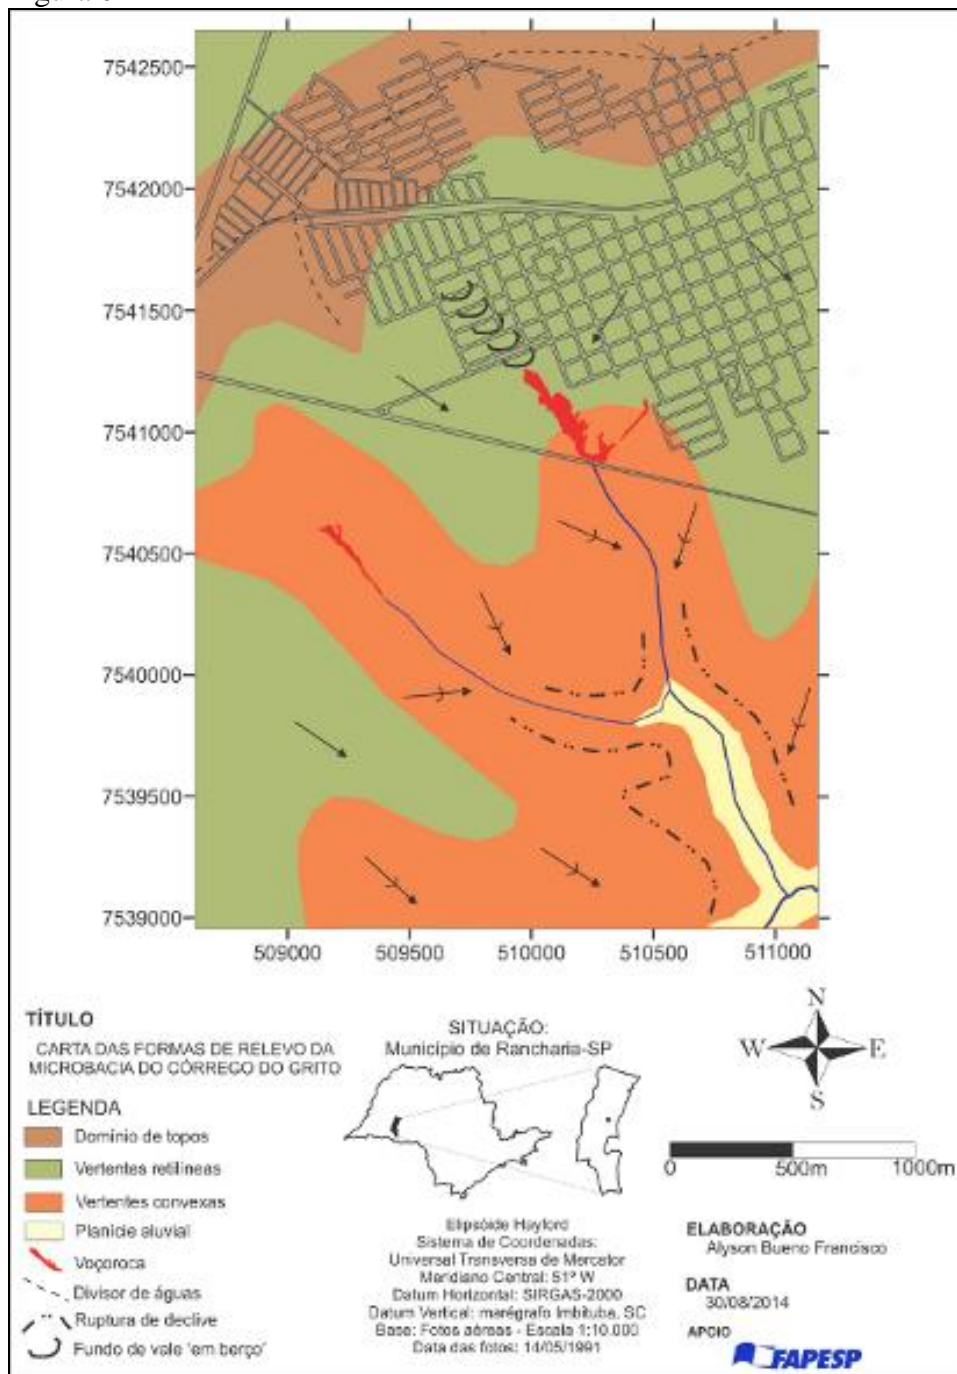 7542500
7542000
7541500
7541000
7540500
7540000
7539500
7539000
509000 509500 510000 510500 511000
TÍTULO
CARTA DAS FORMAS DE RELEVO DA
MICROBACIA DO CÓRREGO DO GRITO
LEGENDA
Domínio de topos
Vertentes retilíneas
Vertentes convexas
Planície aluvial
Voçoroca
Divisor de águas
Ruptura de declive
Fundo de vale 'em berço'
SITUAÇÃO:
Município de Rancharia-SP
Elipsóide Hayford
Sistema de Coordenadas:
Universal Transversa de Mercator
Meridiano Central: 51º W
Datum Horizontal: SIRGAS-2000
Datum Vertical: marégrafo Imbituba, SC
Base: Fotos aéreas - Escala 1:10.000
Data das fotos: 14/05/1991
N
W E
S
0 500m 1000m
ELABORAÇÃO
Alyson Bueno Francisco
DATA
30/08/2014
APOIO
FAPESP